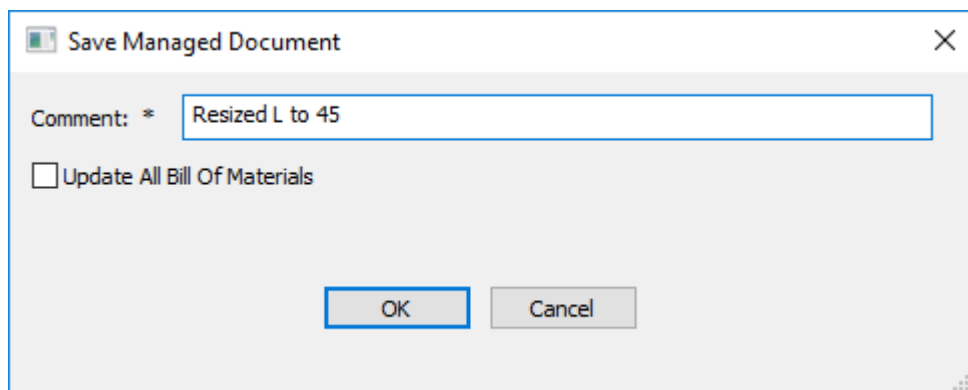 Save Managed Document
Comment: * Resized L to 45
Update All Bill Of Materials
OK Cancel